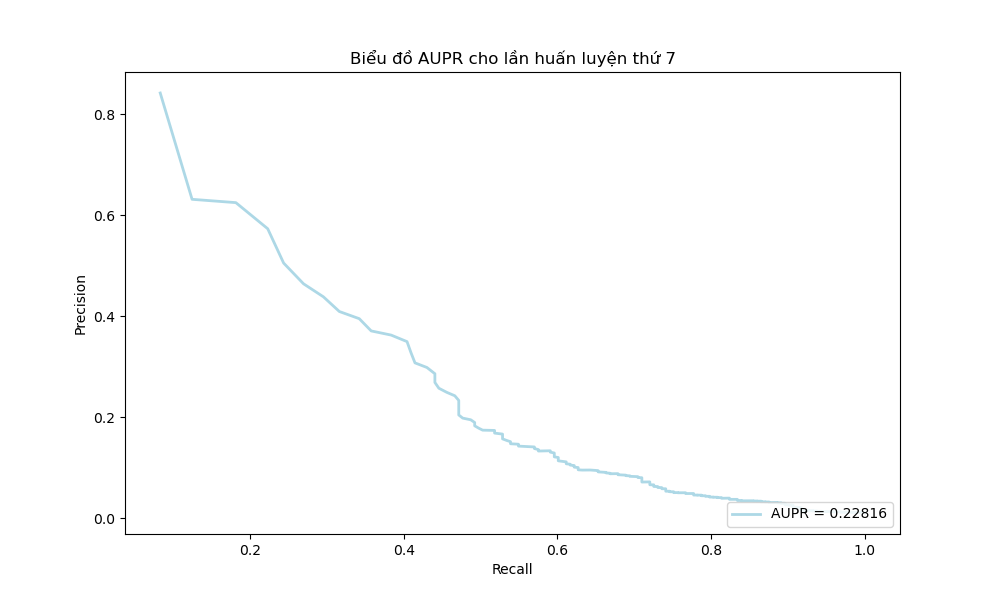 Biểu đồ AUPR cho lần huấn luyện thứ 7
0.8
0.6
0.4
0.2
0.0
Precision
AUPR = 0.22816
0.2 0.4 0.6 0.8 1.0
Recall